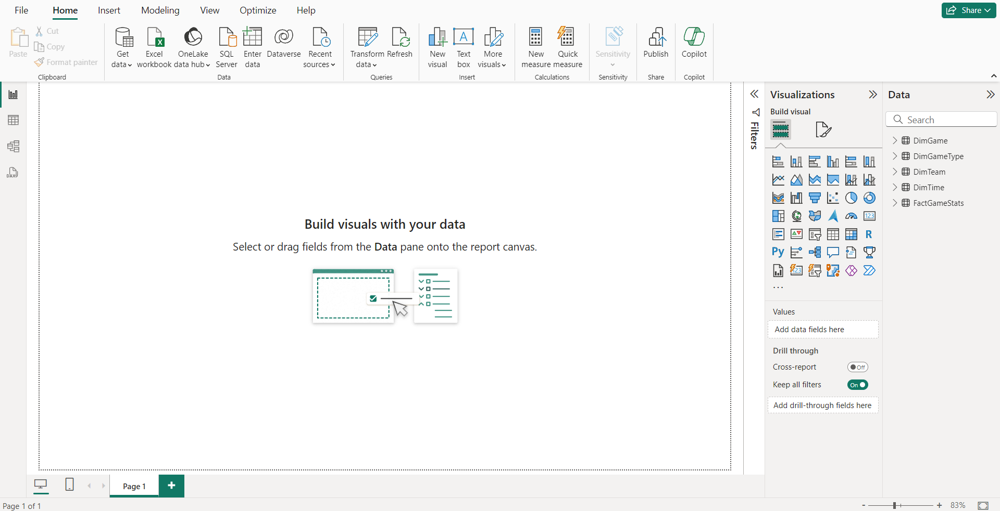 File Home Insert Modeling View Optimize Help
Share
Paste
Cut
Copy
Format painter
Clipboard
Get data
Excel workbook
OneLake data hub
SQL Server
Enter data
Dataverse
Recent sources
Data
Transform data
Refresh
Queries
New visual
A
Text box
More visuals
Insert
New measure
Quick measure
Calculations
Sensitivity
Sensitivity
Publish
Share
Copilot
Copilot
DAX
Build visuals with your data
Select or drag fields from the Data pane onto the report canvas.
Filters
Visualizations
Build visual
123
R
Py
123
...
Values
Add data fields here
Drill through
Cross-report Off
Keep all filters On
Add drill-through fields here
Data
Search
DimGame
DimGameType
DimTeam
DimTime
FactGameStats
Page 1 +
Page 1 of 1
- + 83%